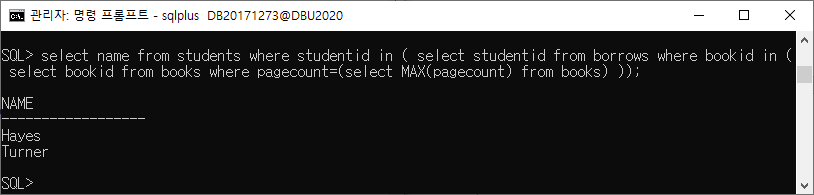 관리자: 명령 프롬프트 - sqlplus  DB20171273@DBU2020
SQL> select name from students where studentid in ( select studentid from borrows where bookid in (
 select bookid from books where pagecount=(select MAX(pagecount) from books) ));
NAME
------------------
Hayes
Turner
SQL>